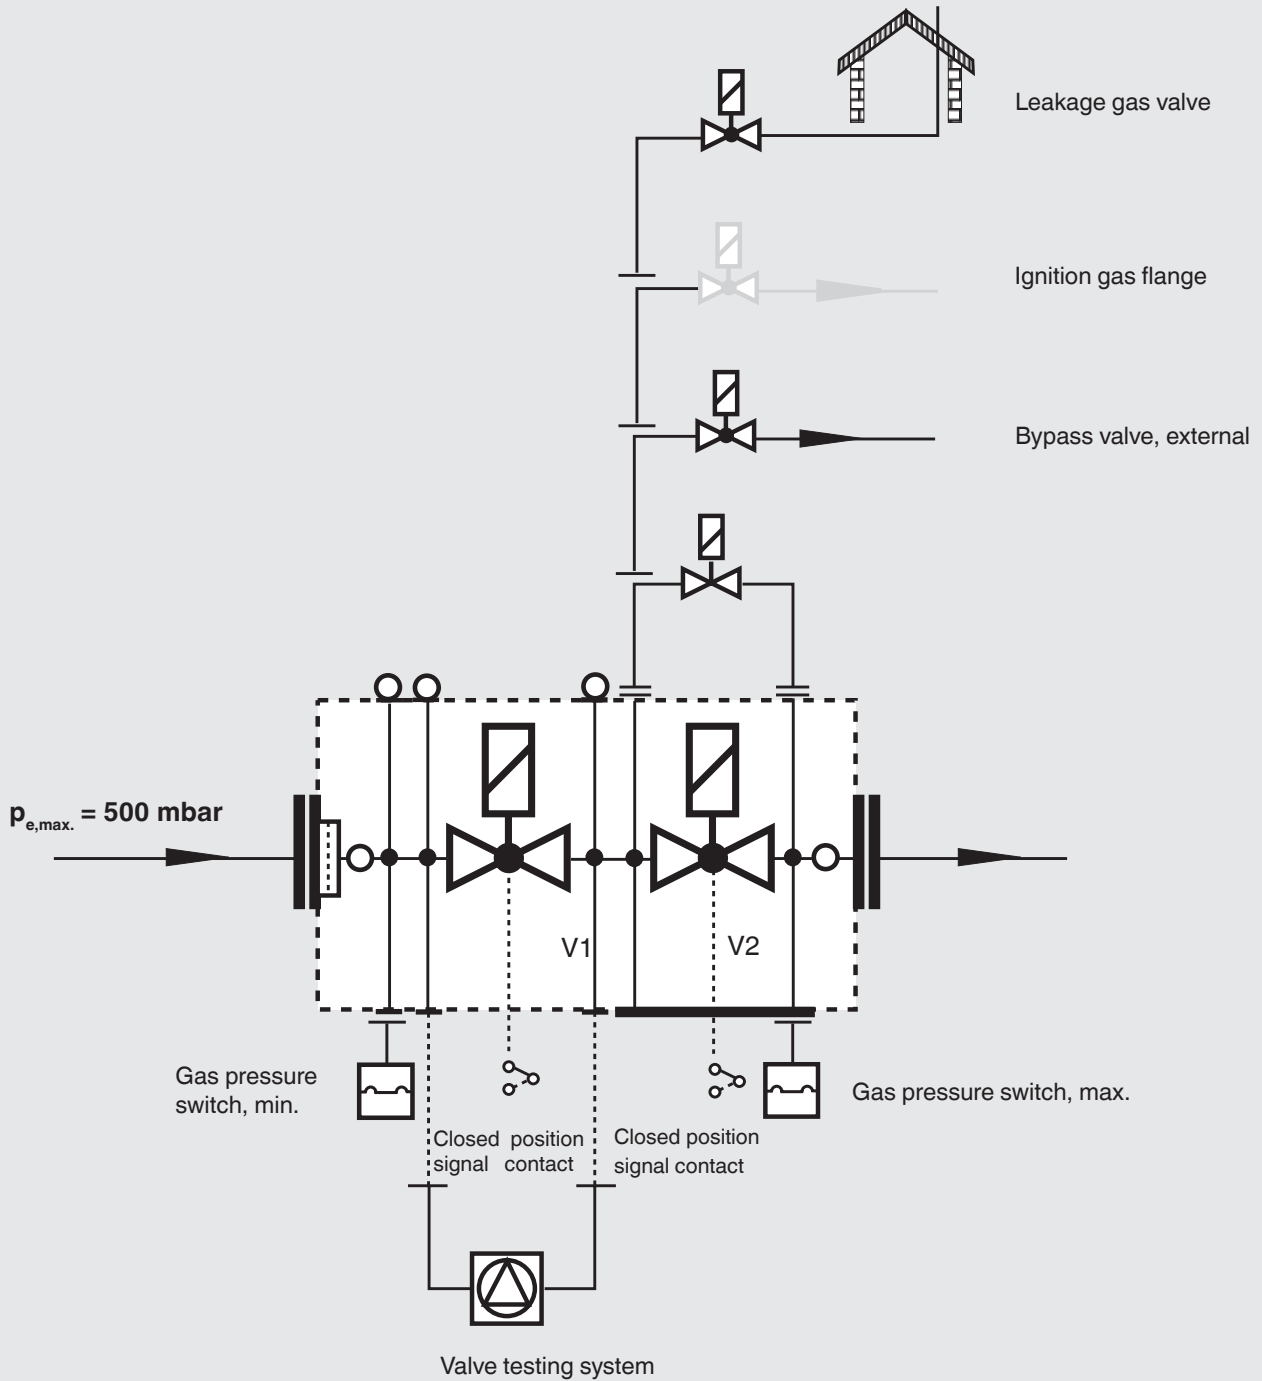 Leakage gas valve
Ignition gas flange
Bypass valve, external
pe,max. = 500 mbar
V1
V2
Gas pressure
switch, min.
Gas pressure switch, max.
Closed position
signal contact
Closed position
signal contact
Valve testing system